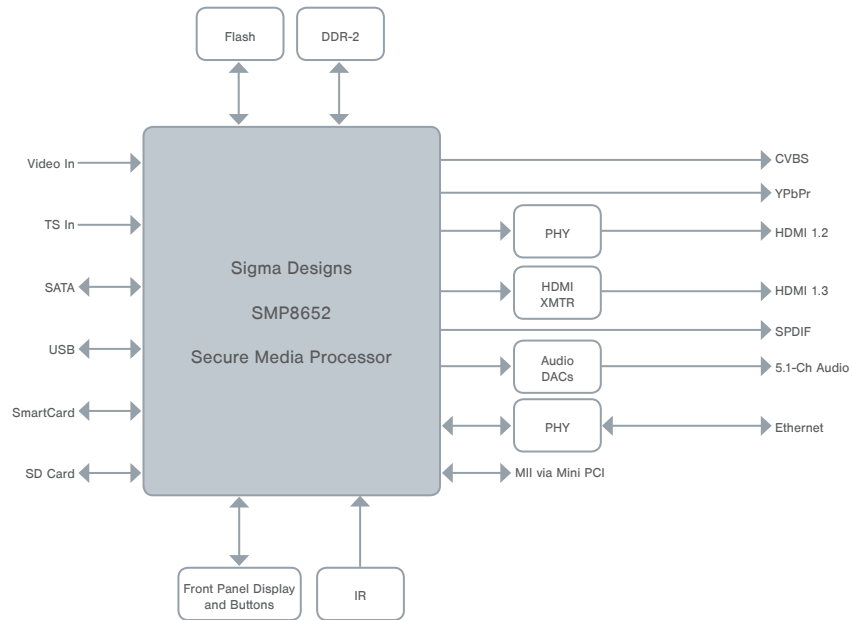 Flash
DDR-2
Video In
TS In
SATA
USB
SmartCard
SD Card
Sigma Designs
SMP8652
Secure Media Processor
CVBS
YPbPr
PHY
HDMI 1.2
HDMI
XMTR
HDMI 1.3
SPDIF
Audio
DACs
5.1-Ch Audio
PHY
Ethernet
MII via Mini PCI
Front Panel Display
and Buttons
IR